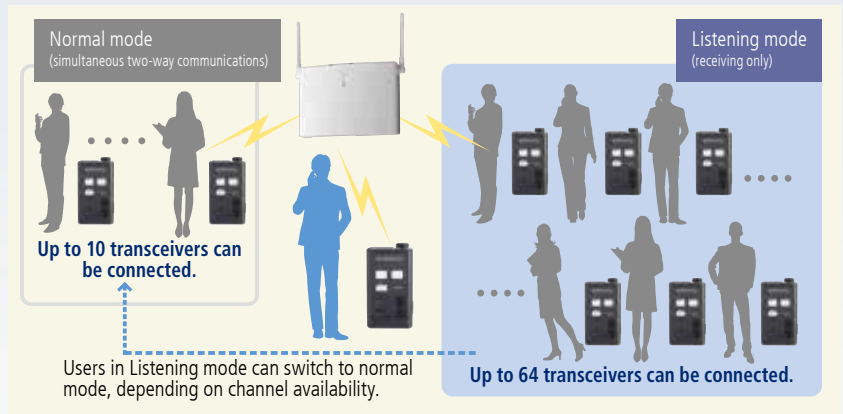 Normal mode
(simultaneous two-way communications)
Listening mode
(receiving only)
Up to 10 transceivers can
be connected.
Users in Listening mode can switch to normal
mode, depending on channel availability.
Up to 64 transceivers can be connected.